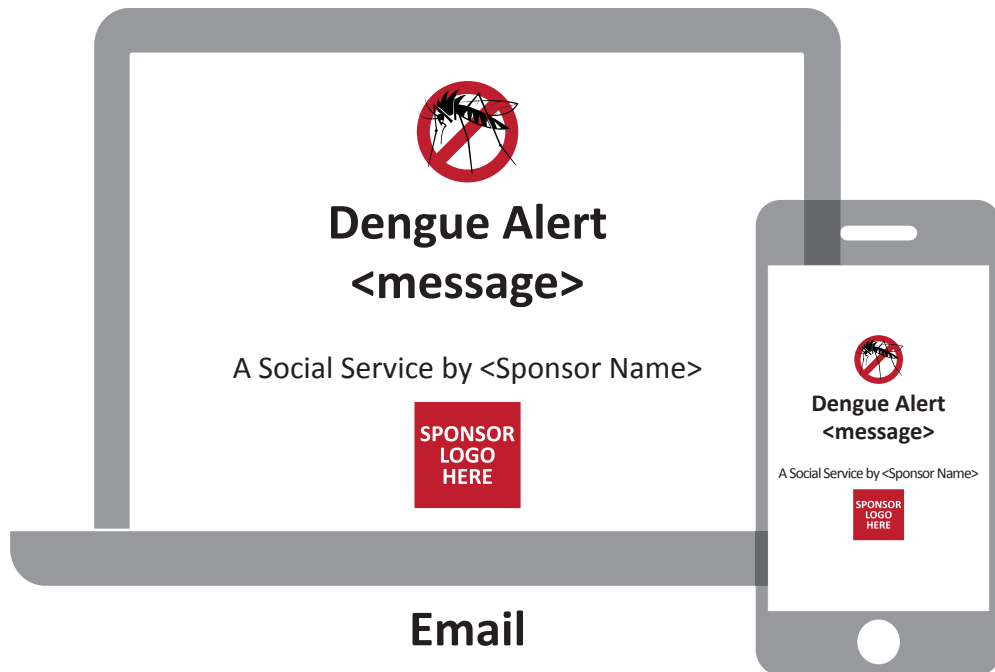 Dengue Alert
<message>
A Social Service by <Sponsor Name>
SPONSOR
LOGO
HERE
Dengue Alert
<message>
A Social Service by <Sponsor Name>
SPONSOR
LOGO
HERE
Email